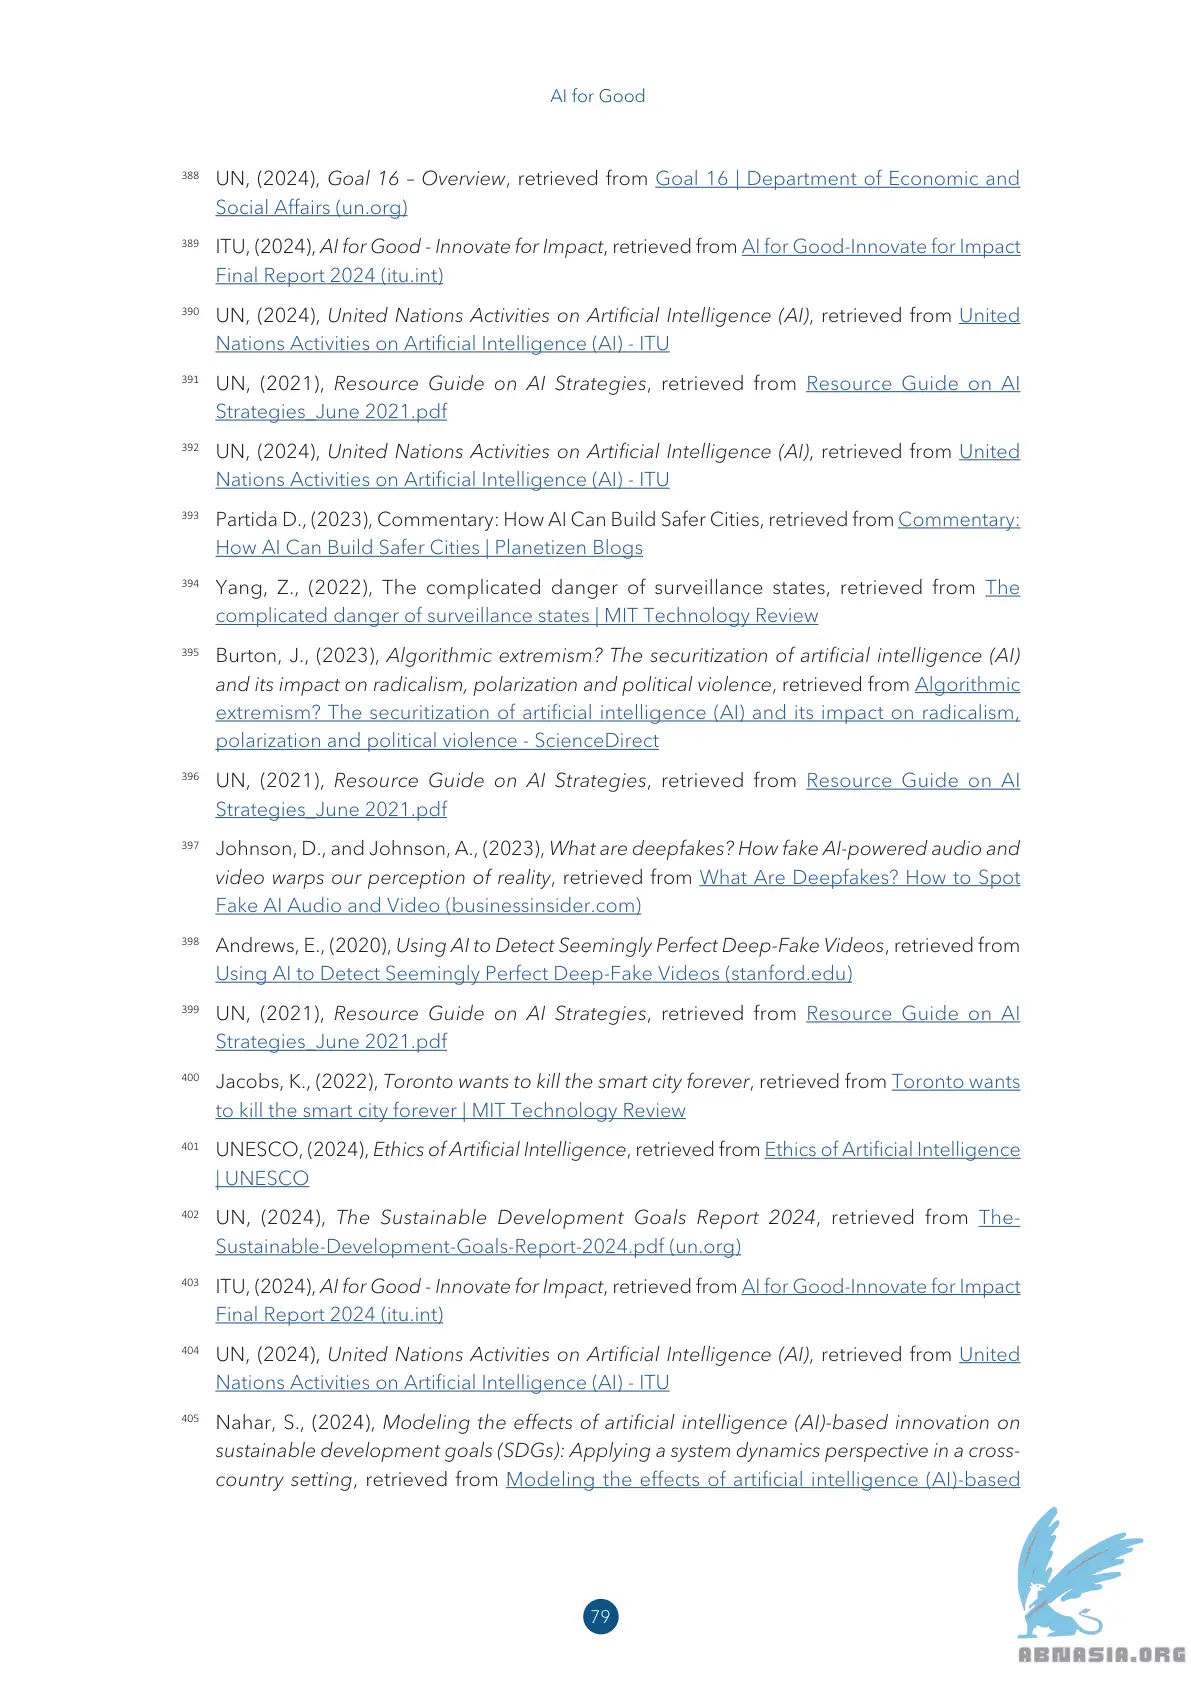 AI for Good
388 UN, (2024), Goal 16 – Overview, retrieved from Goal 16 | Department of Economic and
Social Affairs (un.org)
389 ITU, (2024), AI for Good - Innovate for Impact, retrieved from AI for Good-Innovate for Impact
Final Report 2024 (itu.int)
390 UN, (2024), United Nations Activities on Artificial Intelligence (AI), retrieved from United
Nations Activities on Artificial Intelligence (AI) - ITU
391 UN, (2021), Resource Guide on AI Strategies, retrieved from Resource Guide on AI
Strategies_June 2021.pdf
392 UN, (2024), United Nations Activities on Artificial Intelligence (AI), retrieved from United
Nations Activities on Artificial Intelligence (AI) - ITU
393 Partida D., (2023), Commentary: How AI Can Build Safer Cities, retrieved from Commentary:
How AI Can Build Safer Cities | Planetizen Blogs
394 Yang, Z., (2022), The complicated danger of surveillance states, retrieved from The
complicated danger of surveillance states | MIT Technology Review
395 Burton, J., (2023), Algorithmic extremism? The securitization of artificial intelligence (AI)
and its impact on radicalism, polarization and political violence, retrieved from Algorithmic
extremism? The securitization of artificial intelligence (AI) and its impact on radicalism,
polarization and political violence - ScienceDirect
396 UN, (2021), Resource Guide on AI Strategies, retrieved from Resource Guide on AI
Strategies_June 2021.pdf
397 Johnson, D., and Johnson, A., (2023), What are deepfakes? How fake AI-powered audio and
video warps our perception of reality, retrieved from What Are Deepfakes? How to Spot
Fake AI Audio and Video (businessinsider.com)
398 Andrews, E., (2020), Using AI to Detect Seemingly Perfect Deep-Fake Videos, retrieved from
Using AI to Detect Seemingly Perfect Deep-Fake Videos (stanford.edu)
399 UN, (2021), Resource Guide on AI Strategies, retrieved from Resource Guide on AI
Strategies_June 2021.pdf
400 Jacobs, K., (2022), Toronto wants to kill the smart city forever, retrieved from Toronto wants
to kill the smart city forever | MIT Technology Review
401 UNESCO, (2024), Ethics of Artificial Intelligence, retrieved from Ethics of Artificial Intelligence
| UNESCO
402 UN, (2024), The Sustainable Development Goals Report 2024, retrieved from The-
Sustainable-Development-Goals-Report-2024.pdf (un.org)
403 ITU, (2024), AI for Good - Innovate for Impact, retrieved from AI for Good-Innovate for Impact
Final Report 2024 (itu.int)
404 UN, (2024), United Nations Activities on Artificial Intelligence (AI), retrieved from United
Nations Activities on Artificial Intelligence (AI) - ITU
405 Nahar, S., (2024), Modeling the effects of artificial intelligence (AI)-based innovation on
sustainable development goals (SDGs): Applying a system dynamics perspective in a cross-
country setting, retrieved from Modeling the effects of artificial intelligence (AI)-based
79
ABNASIA.ORG